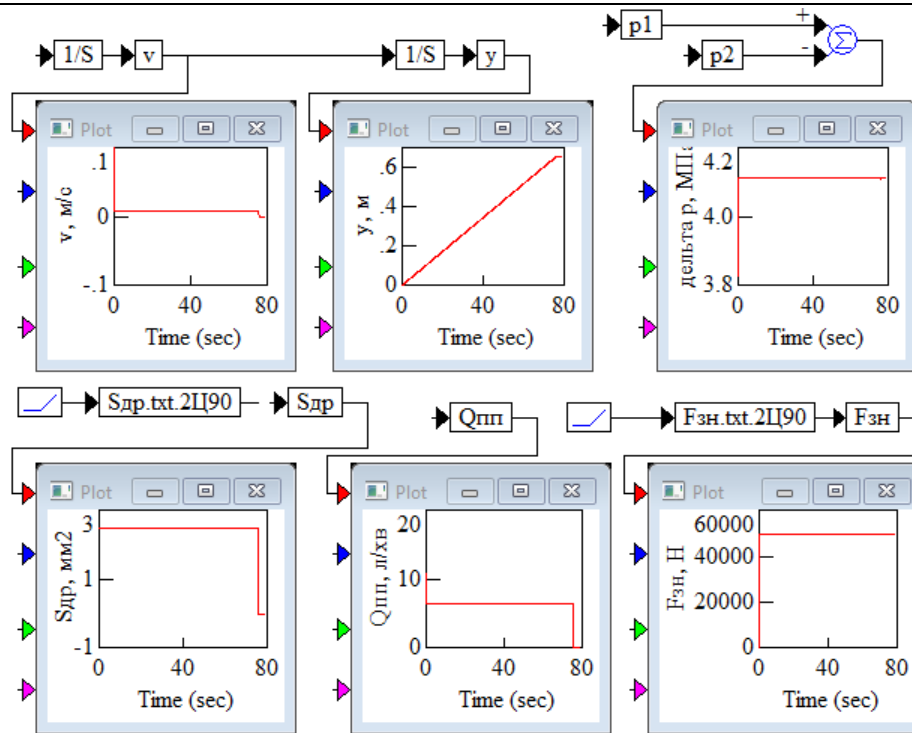 p1
+
1/S v 1/S y p2 - Σ
Plot Plot Plot
v, м/с .1 0 -.1
0 40 80
Time (sec)
y, м .6 .4 .2 0
0 40 80
Time (sec)
дельта p, МПа 4.2 4.0 3.8
0 40 80
Time (sec)
Sдр.txt.2Ц90 Sдр Qпп Fзн.txt.2Ц90 Fзн
Plot Plot Plot
Sдр, мм2 3 1 -1
0 40 80
Time (sec)
Qпп, л/хв 20 10 0
0 40 80
Time (sec)
Fзн, Н 60000 40000 20000 0
0 40 80
Time (sec)